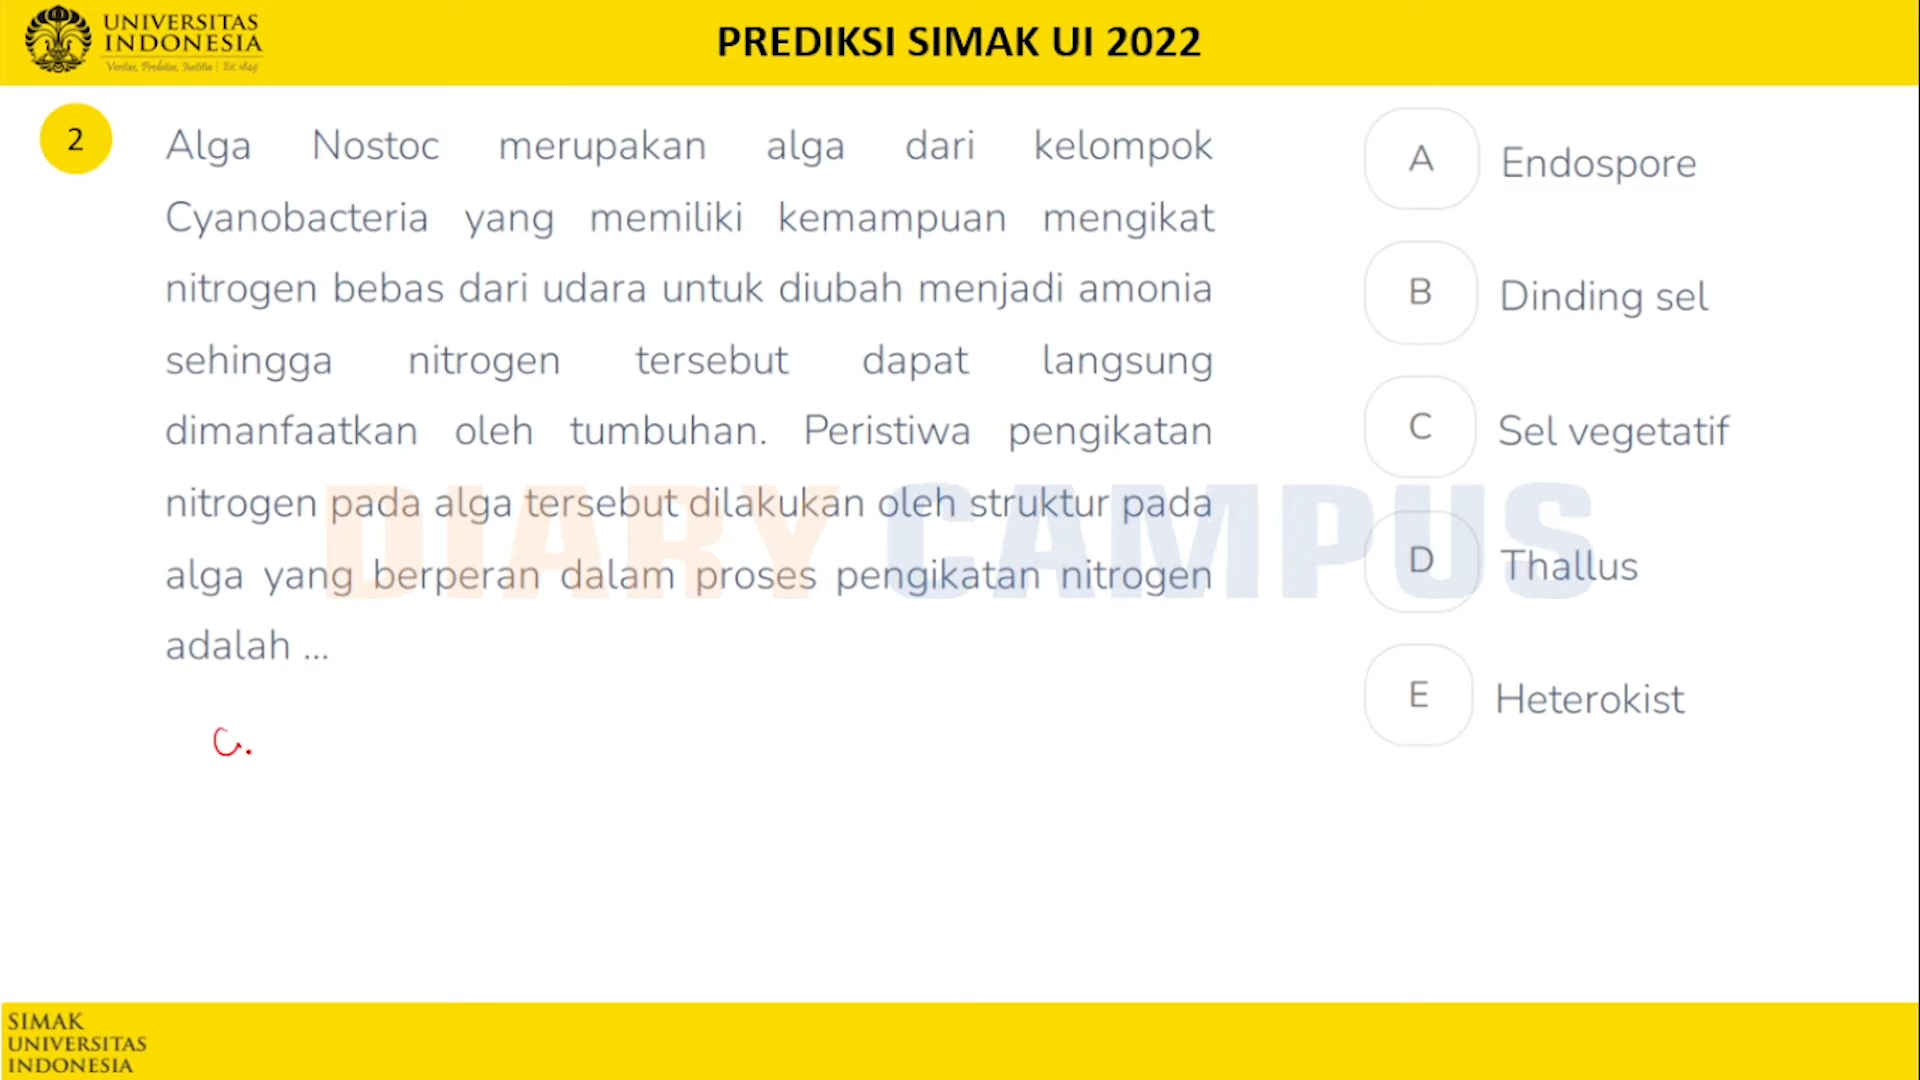 UNIVERSITAS
INDONESIA
Veritas, Probitas, Justitia | Est 1849
PREDIKSI SIMAK UI 2022
2
Alga Nostoc merupakan alga dari kelompok
Cyanobacteria yang memiliki kemampuan mengikat
nitrogen bebas dari udara untuk diubah menjadi amonia
sehingga nitrogen tersebut dapat langsung
dimanfaatkan oleh tumbuhan. Peristiwa pengikatan
nitrogen pada alga tersebut dilakukan oleh struktur pada
alga yang berperan dalam proses pengikatan nitrogen
adalah ...
A Endospore
B Dinding sel
C Sel vegetatif
D Thallus
E Heterokist
DIARY CAMPUS
SIMAK
UNIVERSITAS
INDONESIA